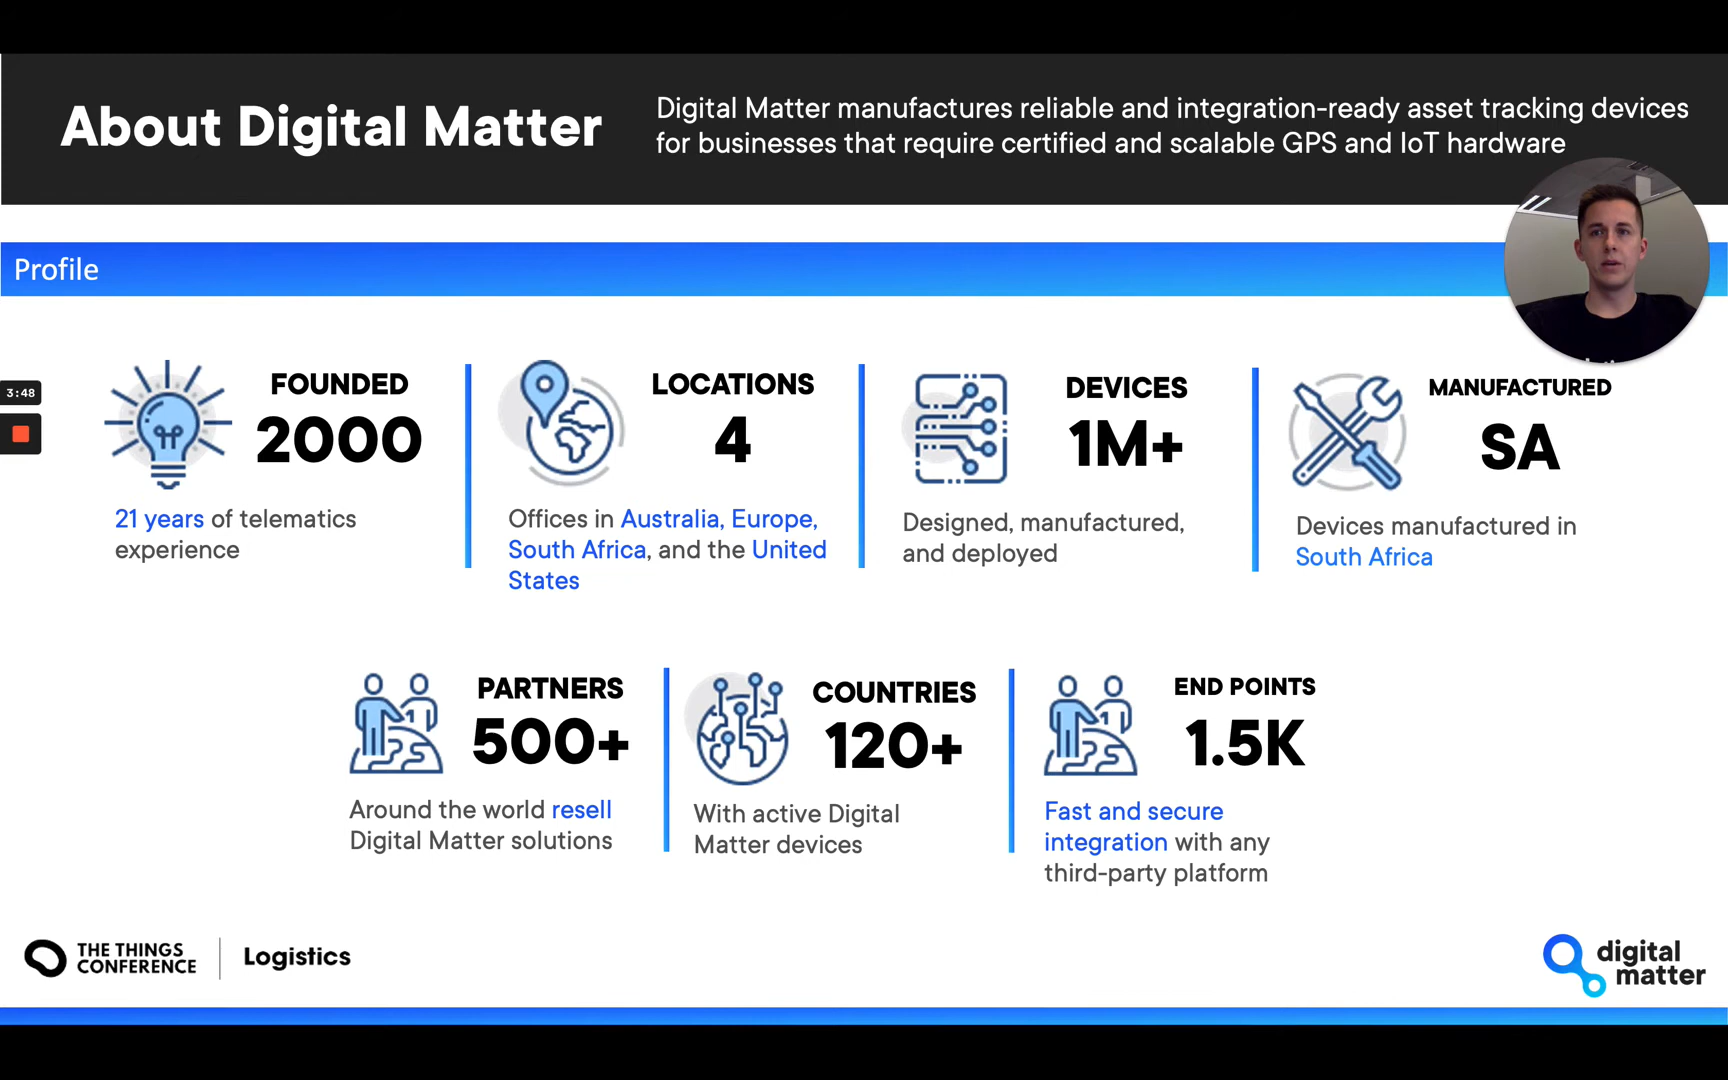 About Digital Matter
Digital Matter manufactures reliable and integration-ready asset tracking devices
for businesses that require certified and scalable GPS and IoT hardware
Profile
3:48
FOUNDED
2000
21 years of telematics
experience
LOCATIONS
4
Offices in Australia, Europe,
South Africa, and the United
States
DEVICES
1M+
Designed, manufactured,
and deployed
MANUFACTURED
SA
Devices manufactured in
South Africa
PARTNERS
500+
Around the world resell
Digital Matter solutions
COUNTRIES
120+
With active Digital
Matter devices
END POINTS
1.5K
Fast and secure
integration with any
third-party platform
THE THINGS
CONFERENCE
Logistics
digital
matter